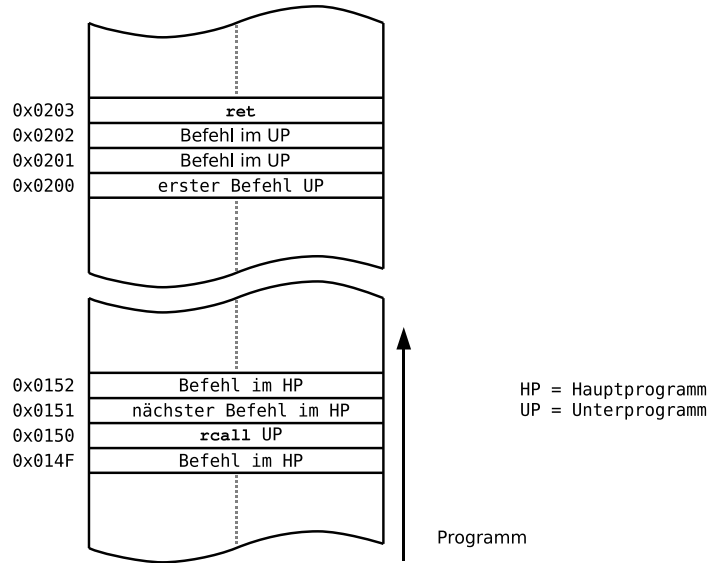 0x0203 ret
0x0202 Befehl im UP
0x0201 Befehl im UP
0x0200 erster Befehl UP
0x0152 Befehl im HP
0x0151 nächster Befehl im HP
0x0150 rcall UP
0x014F Befehl im HP
HP = Hauptprogramm
UP = Unterprogramm
Programm